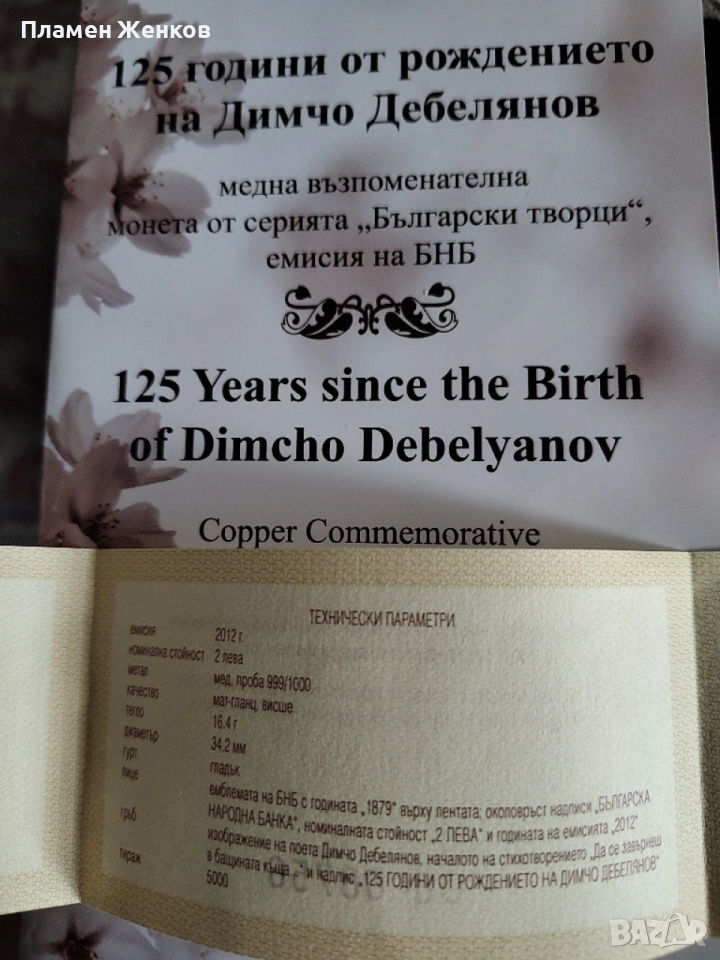 Пламен Женков
125 години от рождението
на Димчо Дебелянов
медна възпоменателна
монета от серията „Български творци“,
емисия на БНБ
125 Years since the Birth
of Dimcho Debelyanov
Copper Commemorative
ТЕХНИЧЕСКИ ПАРАМЕТРИ
емисия 2012 г.
номинална стойност 2 лева
метал мед, проба 999/1000
качество мат-гланц, висше
тегло 16.4 г
диаметър 34.2 мм
гурт гладък
лице емблемата на БНБ с годината „1879“ върху лентата; околовръст надписи „БЪЛГАРСКА
НАРОДНА БАНКА“, номиналната стойност „2 ЛЕВА“ и годината на емисията „2012“
гръб изображение на поета Димчо Дебелянов, началото на стихотворението „Да се завърнеш
в бащината къща...“ и надпис „125 ГОДИНИ ОТ РОЖДЕНИЕТО НА ДИМЧО ДЕБЕЛЯНОВ“
тираж 5000
BAZAR